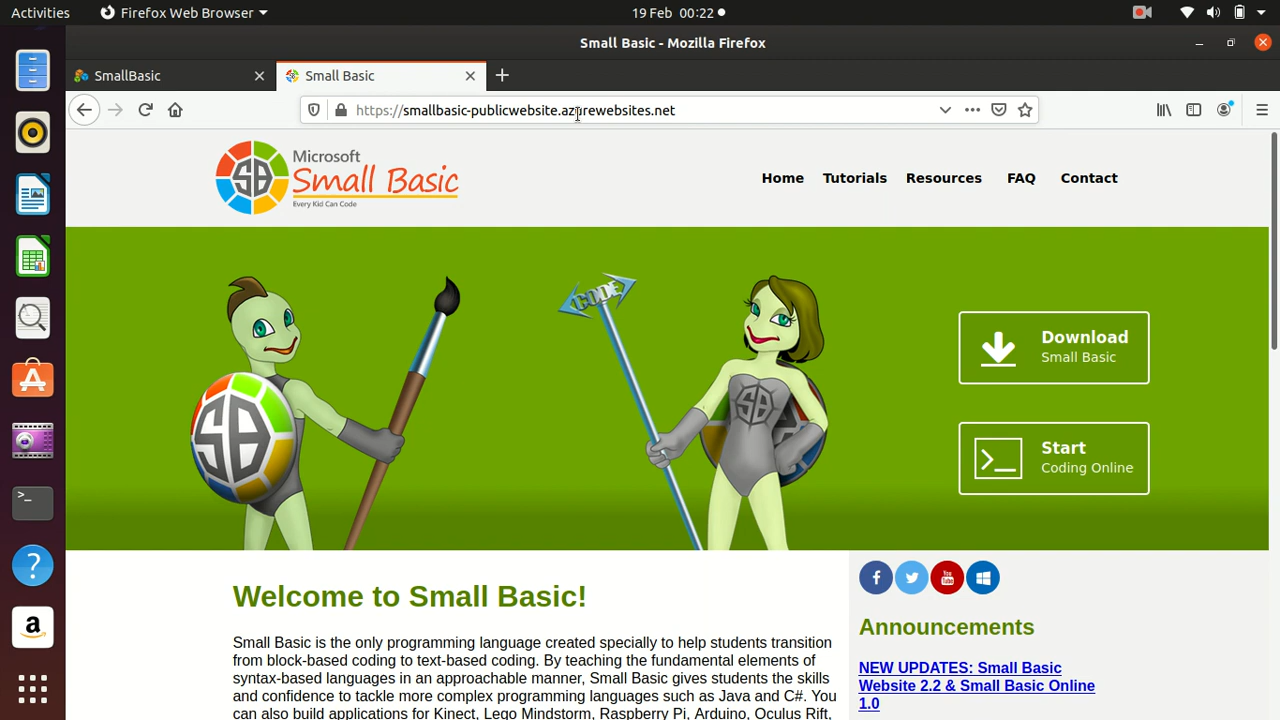 Activities
Firefox Web Browser
19 Feb 00:22
Small Basic - Mozilla Firefox
SmallBasic
Small Basic
https://smallbasic-publicwebsite.azurewebsites.net
Microsoft
Small Basic
Every Kid Can Code
Home
Tutorials
Resources
FAQ
Contact
SB
CODE
SB
Download
Small Basic
Start
Coding Online
Welcome to Small Basic!
Small Basic is the only programming language created specially to help students transition
from block-based coding to text-based coding. By teaching the fundamental elements of
syntax-based languages in an approachable manner, Small Basic gives students the skills
and confidence to tackle more complex programming languages such as Java and C#. You
can also build applications for Kinect, Lego Mindstorm, Raspberry Pi, Arduino, Oculus Rift,
You Tube
Announcements
NEW UPDATES: Small Basic
Website 2.2 & Small Basic Online
1.0